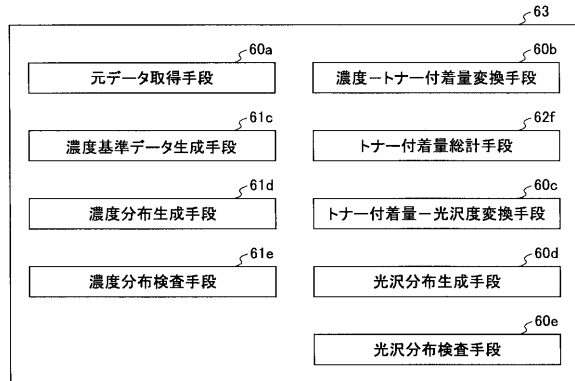 63
60a
元データ取得手段
61c
濃度基準データ生成手段
61d
濃度分布生成手段
61e
濃度分布検査手段
60b
濃度－トナー付着量変換手段
62f
トナー付着量総計手段
60c
トナー付着量－光沢度変換手段
60d
光沢分布生成手段
60e
光沢分布検査手段